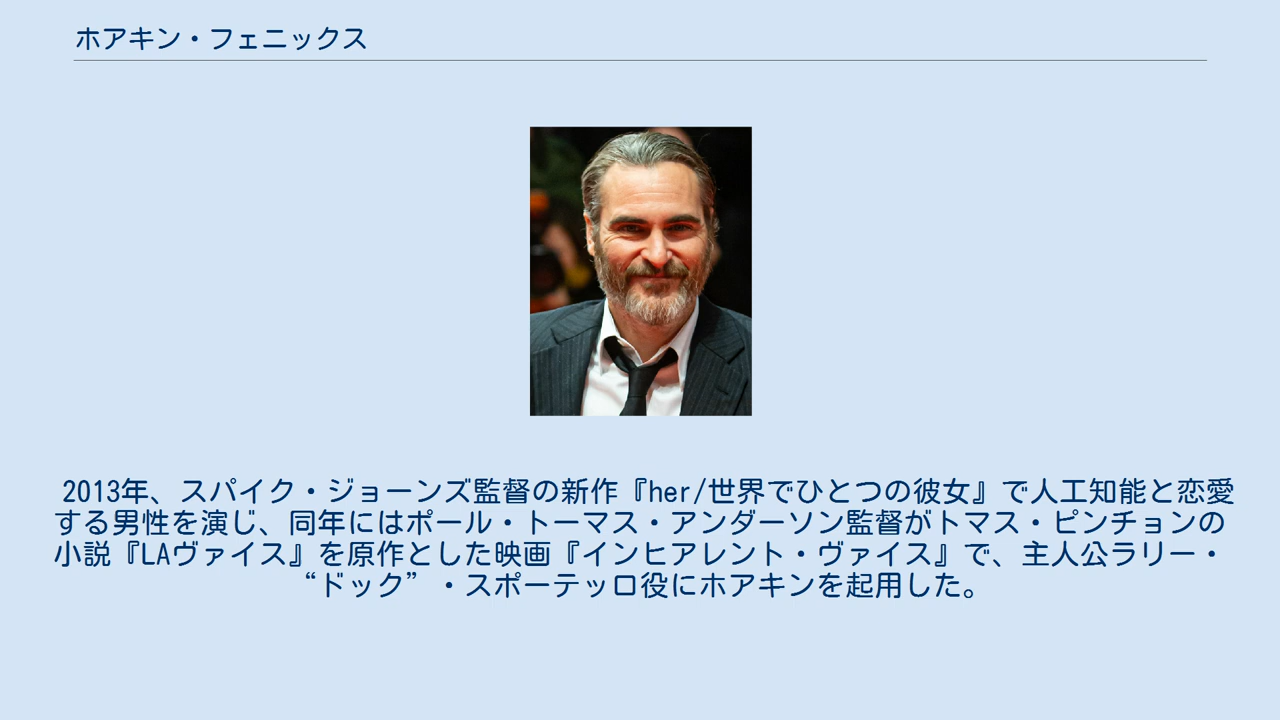 ホアキン・フェニックス
2013年、スパイク・ジョーンズ監督の新作『her/世界でひとつの彼女』で人工知能と恋愛
する男性を演じ、同年にはポール・トーマス・アンダーソン監督がトマス・ピンチョンの
小説『LAヴァイス』を原作とした映画『インヒアレント・ヴァイス』で、主人公ラリー・
“ドック”・スポーテッロ役にホアキンを起用した。